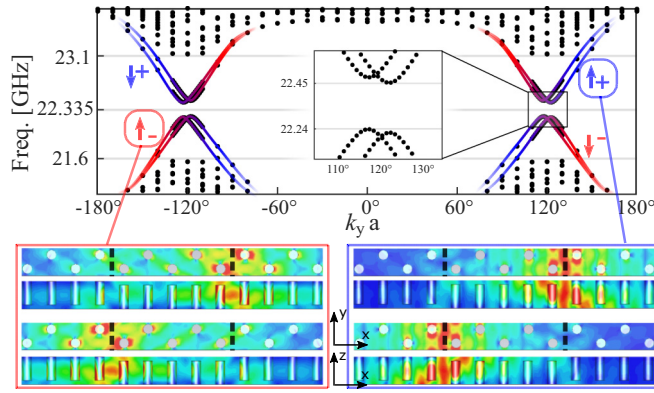 Freq. [GHz]
23.1
22.335
21.6
↓+
↑-
↑+
↓-
22.45
22.24
110° 120° 130°
-180° -120° -60° 0° 60° 120° 180°
k_y a
y
x
z
x